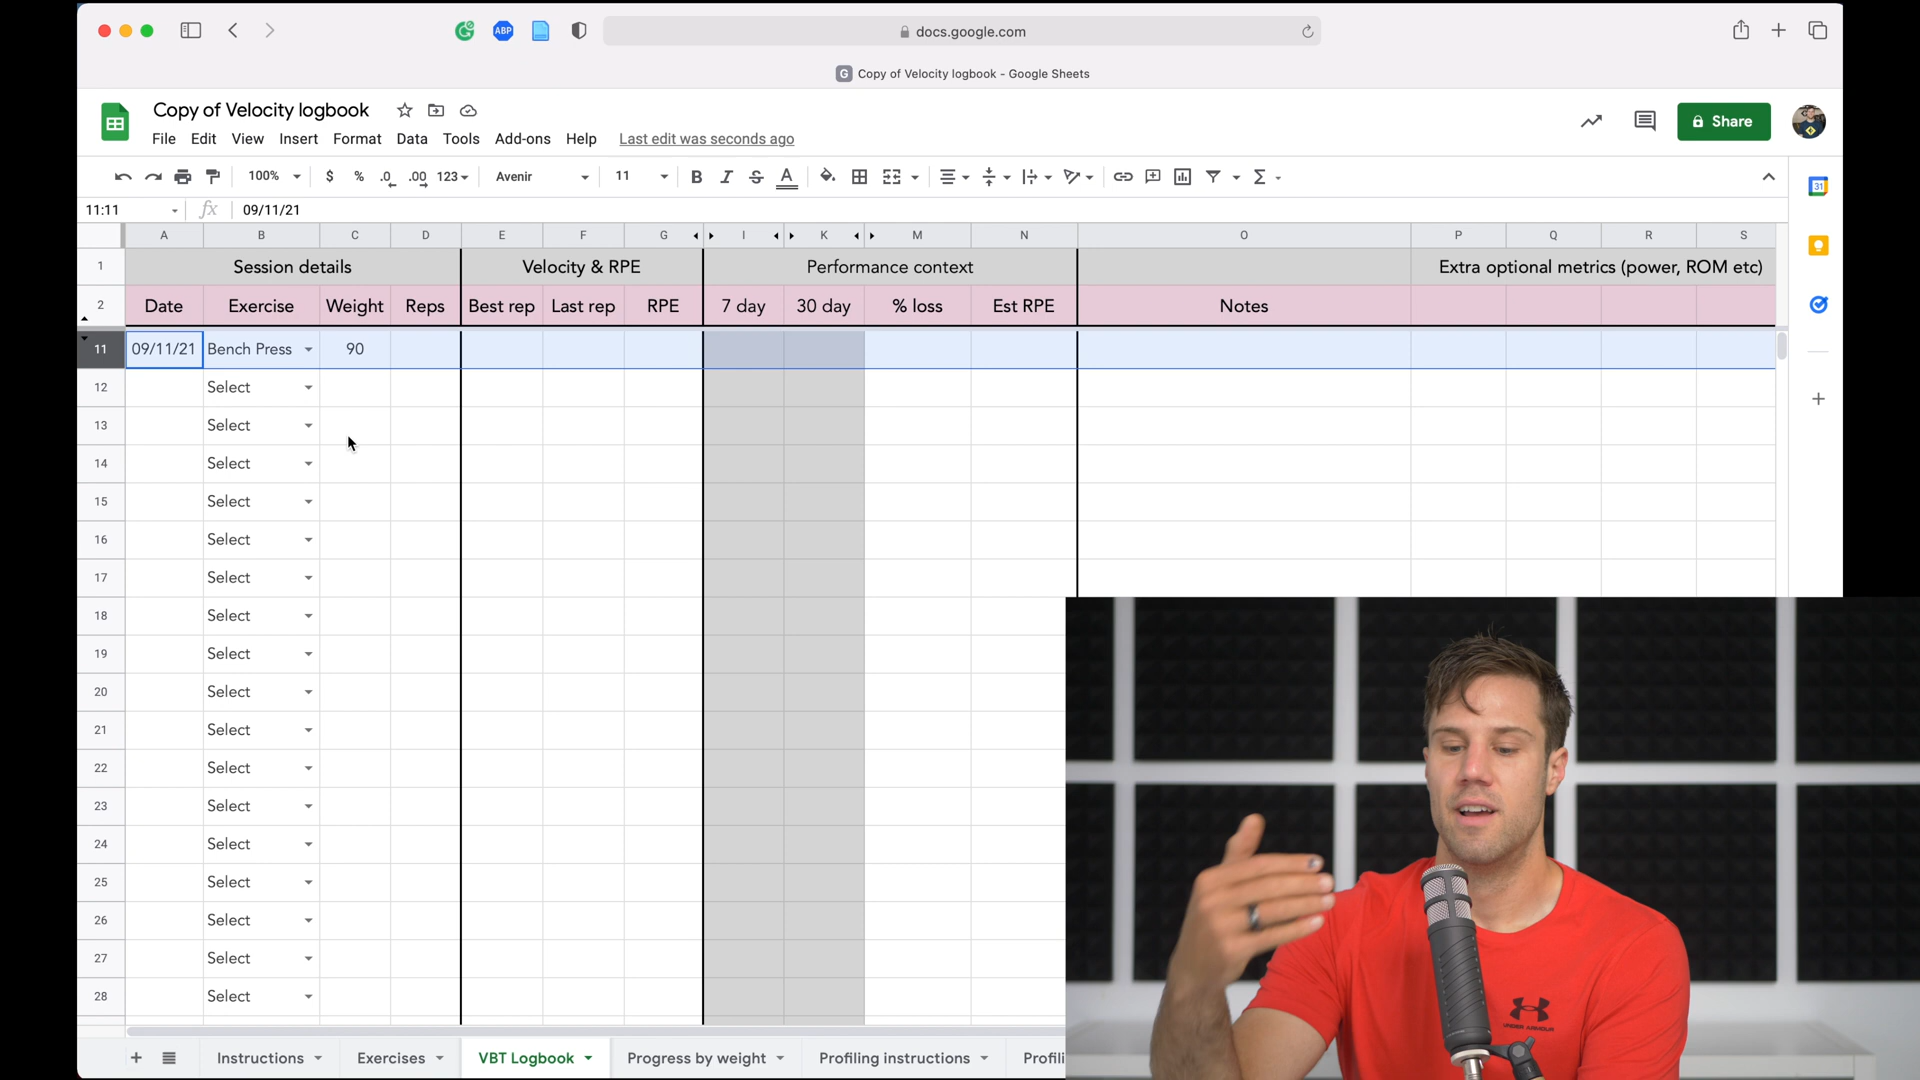 ABP
docs.google.com
G Copy of Velocity logbook - Google Sheets
Copy of Velocity logbook
File Edit View Insert Format Data Tools Add-ons Help Last edit was seconds ago
Share
100% $ % .0 .00 123 Avenir 11 B I S A Σ
31
11:11 fx 09/11/21
A B C D E F G I K M N O P Q R S
1 Session details Velocity & RPE Performance context Extra optional metrics (power, ROM etc)
2 Date Exercise Weight Reps Best rep Last rep RPE 7 day 30 day % loss Est RPE Notes
11 09/11/21 Bench Press 90
12 Select
13 Select
14 Select
15 Select
16 Select
17 Select
18 Select
19 Select
20 Select
21 Select
22 Select
23 Select
24 Select
25 Select
26 Select
27 Select
28 Select
UNDER ARMOUR
Instructions Exercises VBT Logbook Progress by weight Profiling instructions Profili